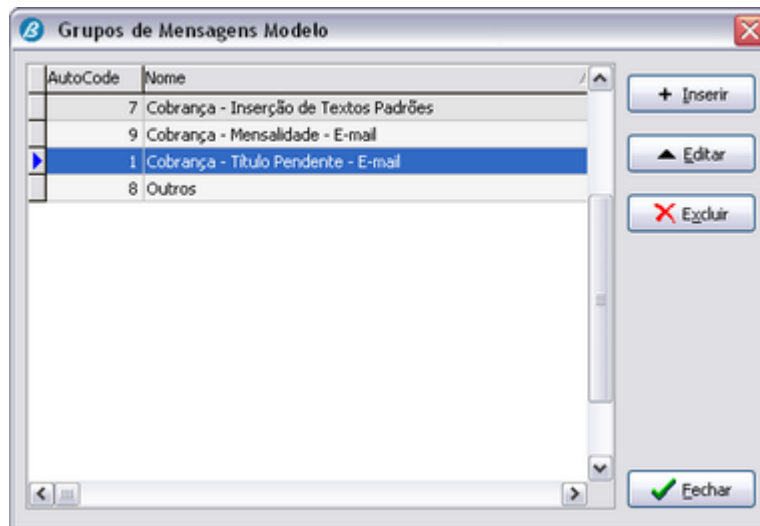 Grupos de Mensagens Modelo
AutoCode Nome
7 Cobrança - Inserção de Textos Padrões
9 Cobrança - Mensalidade - E-mail
1 Cobrança - Título Pendente - E-mail
8 Outros
+ Inserir
Editar
Excluir
Fechar